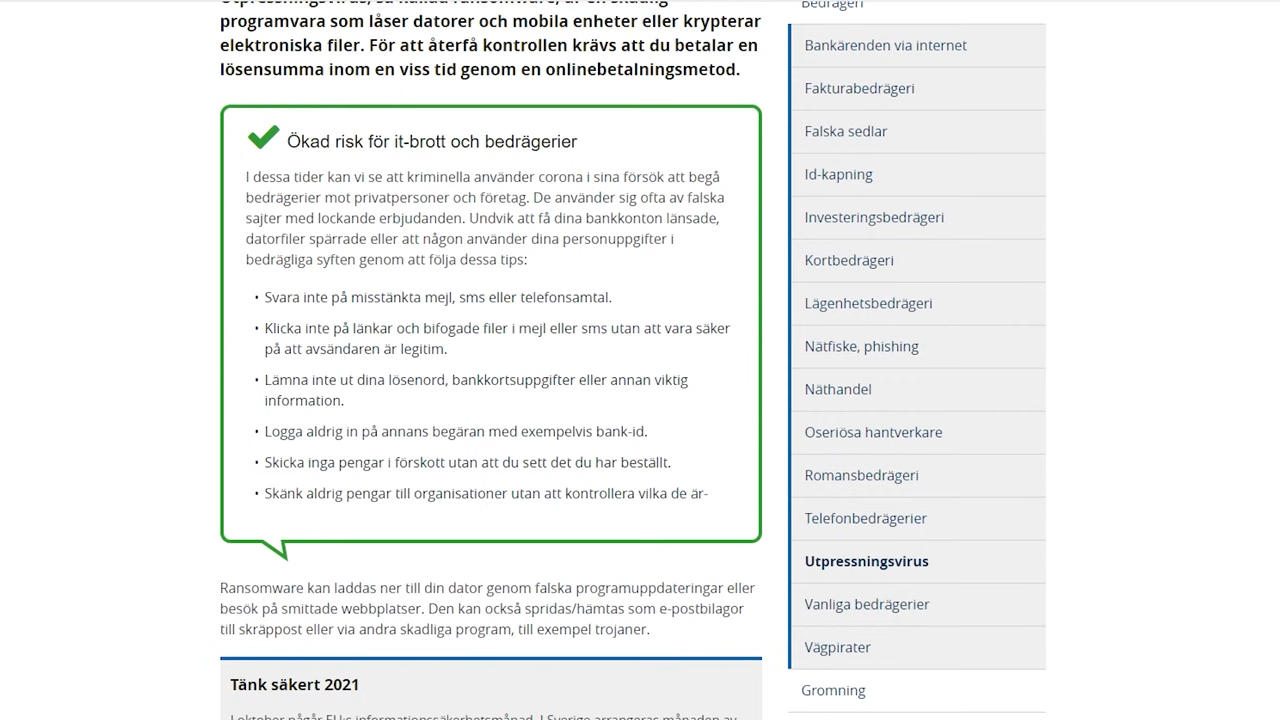 programvara som låser datorer och mobila enheter eller krypterar
elektroniska filer. För att återfå kontrollen krävs att du betalar en
lösensumma inom en viss tid genom en onlinebetalningsmetod.
Ökad risk för it-brott och bedrägerier
I dessa tider kan vi se att kriminella använder corona i sina försök att begå
bedrägerier mot privatpersoner och företag. De använder sig ofta av falska
sajter med lockande erbjudanden. Undvik att få dina bankkonton länsade,
datorfiler spärrade eller att någon använder dina personuppgifter i
bedrägliga syften genom att följa dessa tips:
• Svara inte på misstänkta mejl, sms eller telefonsamtal.
• Klicka inte på länkar och bifogade filer i mejl eller sms utan att vara säker
på att avsändaren är legitim.
• Lämna inte ut dina lösenord, bankkortsuppgifter eller annan viktig
information.
• Logga aldrig in på annans begäran med exempelvis bank-id.
• Skicka inga pengar i förskott utan att du sett det du har beställt.
• Skänk aldrig pengar till organisationer utan att kontrollera vilka de är-
Ransomware kan laddas ner till din dator genom falska programuppdateringar eller
besök på smittade webbplatser. Den kan också spridas/hämtas som e-postbilagor
till skräppost eller via andra skadliga program, till exempel trojaner.
Tänk säkert 2021
I oktober pågår EU:s informationssäkerhetsmånad. I Sverige arrangeras månaden av
Bedrägeri
Bankärenden via internet
Fakturabedrägeri
Falska sedlar
Id-kapning
Investeringsbedrägeri
Kortbedrägeri
Lägenhetsbedrägeri
Nätfiske, phishing
Näthandel
Oseriösa hantverkare
Romansbedrägeri
Telefonbedrägerier
Utpressningsvirus
Vanliga bedrägerier
Vägpirater
Gromning